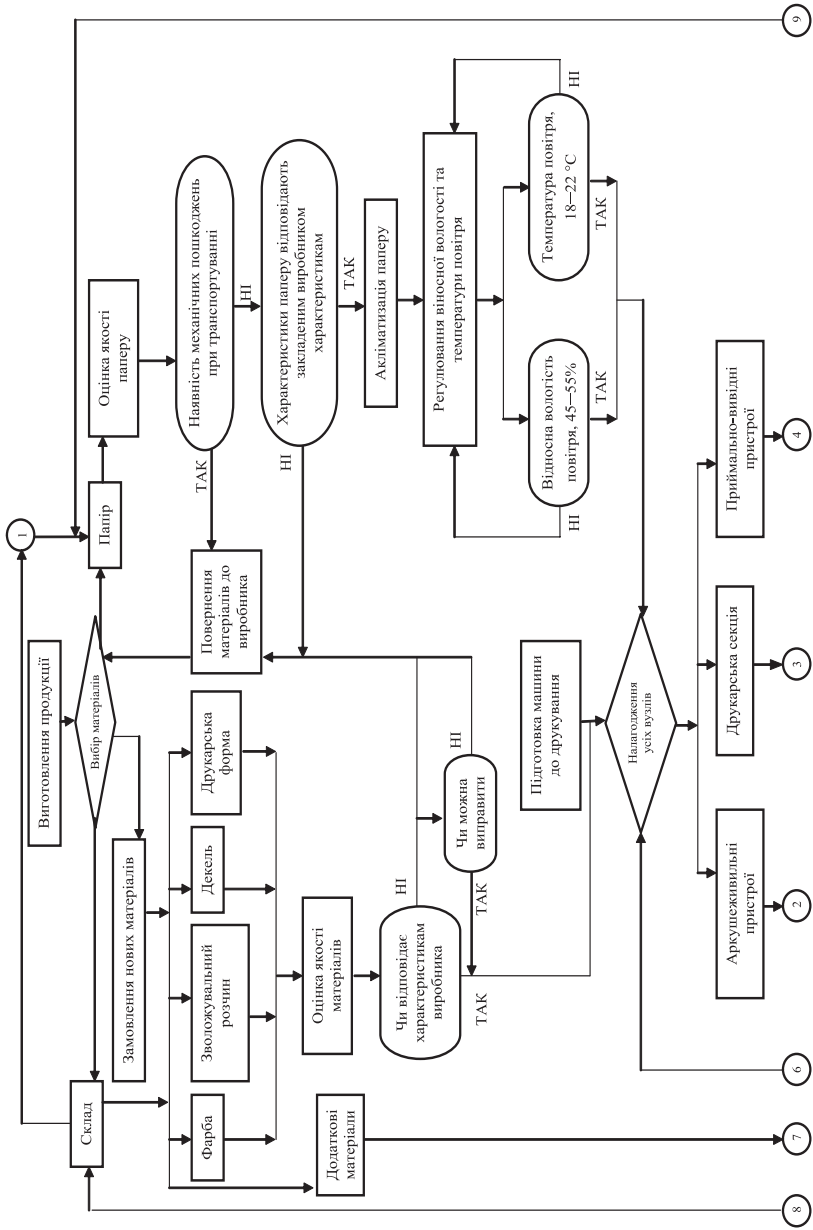 Виготовлення продукції
Вибір матеріалів
1
Склад
Замовлення нових матеріалів
Папір
Оцінка якості
паперу
Наявність механічних пошкоджень
при транспортуванні
ТАК
НІ
Характеристики паперу відповідають
закладеним виробником
характеристикам
НІ
ТАК
Акліматизація паперу
Регулювання віносної вологості та
температури повітря
Відносна вологість
повітря, 45—55%
НІ
ТАК
Температура повітря,
18—22 °С
НІ
ТАК
Повернення
матеріалів до
виробника
Фарба
Зволожувальний
розчин
Декель
Друкарська
форма
Додаткові
матеріали
Оцінка якості
матеріалів
Чи відповідає
характеристикам
виробника
НІ
ТАК
Чи можна
виправити
НІ
ТАК
Підготовка машини
до друкування
Налагодження
усіх вузлів
Аркушеживильні
пристрої
Друкарська секція
Приймально-вивідні
пристрої
8
7
6
2
3
4
9